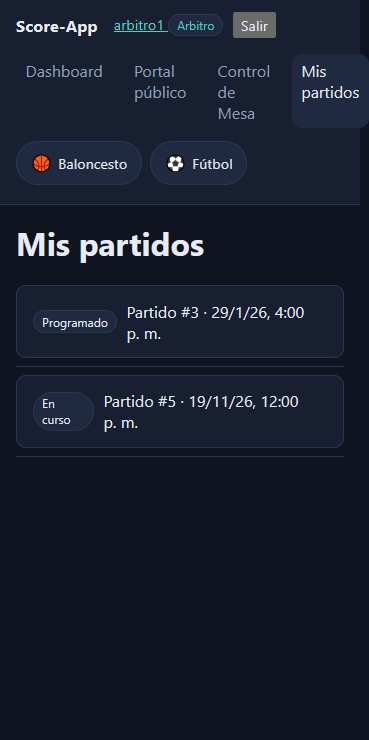 Score-App arbitro1 Arbitro Salir
Dashboard Portal público Control de Mesa Mis partidos
Baloncesto Fútbol
Mis partidos
Programado Partido #3 · 29/1/26, 4:00
p. m.
En curso Partido #5 · 19/11/26, 12:00
p. m.